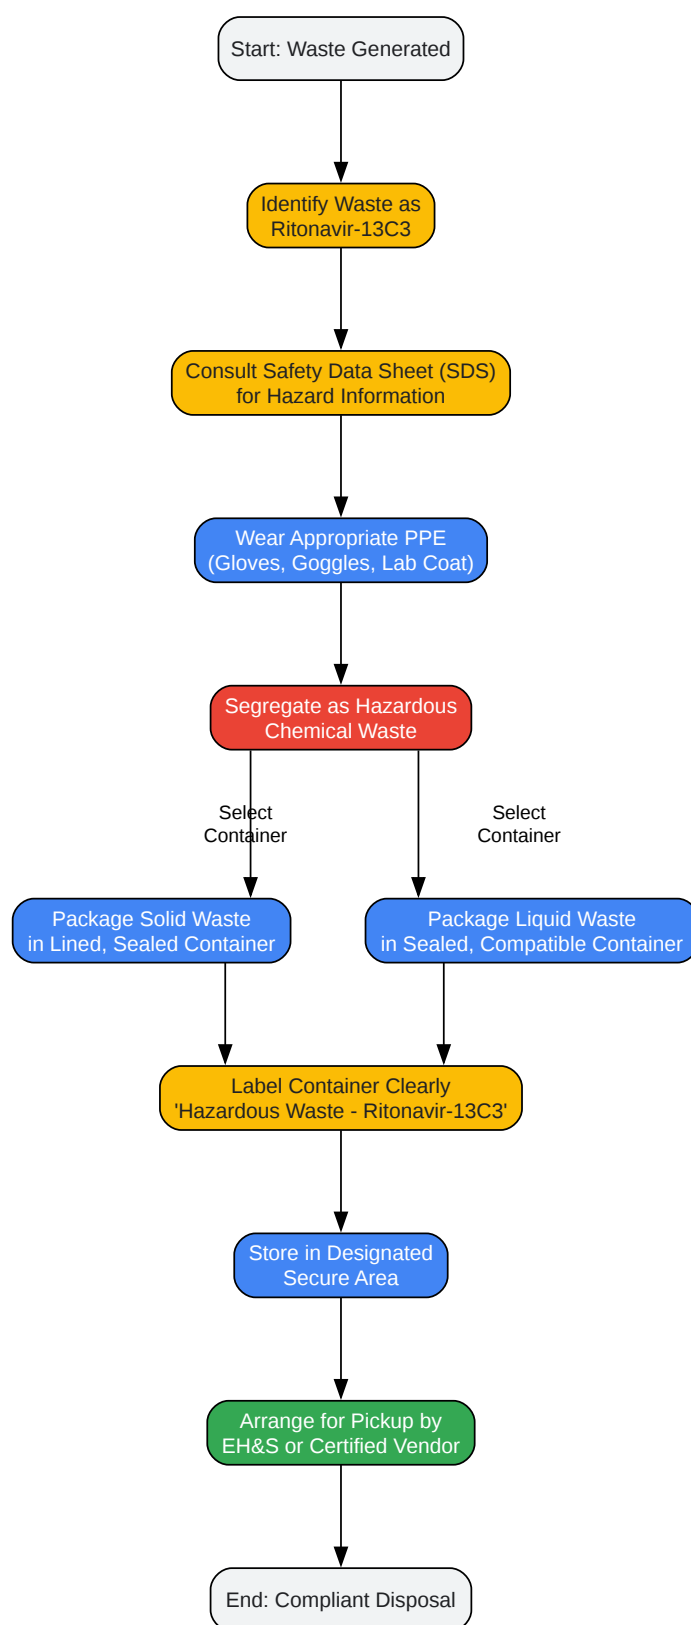 Start: Waste Generated
Identify Waste as
Ritonavir-13C3
Consult Safety Data Sheet (SDS)
for Hazard Information
Wear Appropriate PPE
(Gloves, Goggles, Lab Coat)
Segregate as Hazardous
Chemical Waste
Select
Container
Select
Container
Package Solid Waste
in Lined, Sealed Container
Package Liquid Waste
in Sealed, Compatible Container
Label Container Clearly
'Hazardous Waste - Ritonavir-13C3'
Store in Designated
Secure Area
Arrange for Pickup by
EH&S or Certified Vendor
End: Compliant Disposal